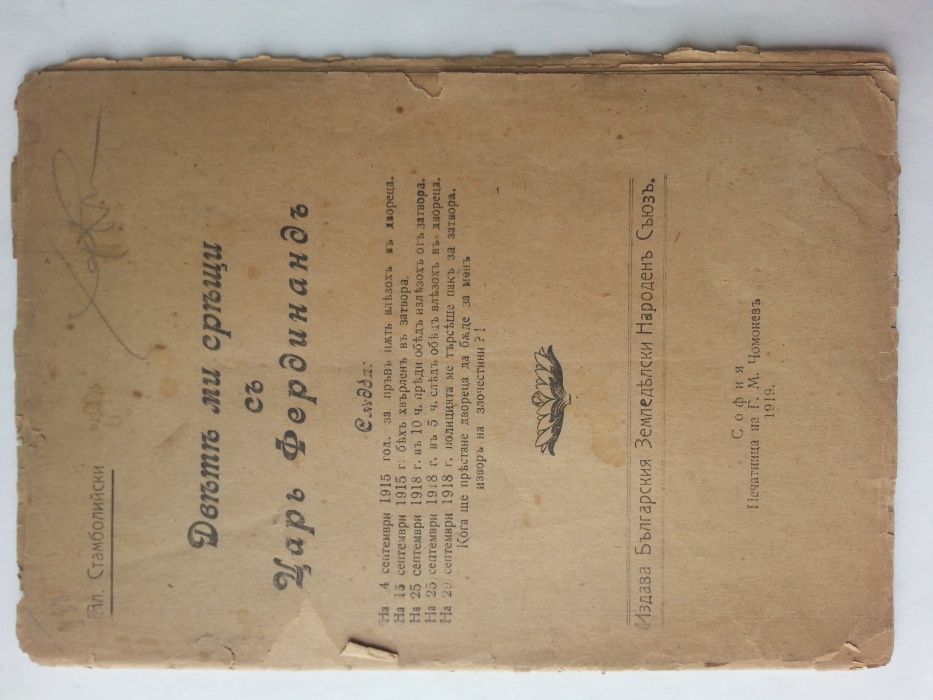 Ал. Стамболийски
Двѣтѣ ми срѣщи
съ
Царь Фердинандъ
Сѫдба:
На 4 септември 1915 год. за пръвъ пѫть влѣзохъ въ двореца.
На 15 септември 1915 г. бѣхъ хвърленъ въ затвора.
На 25 септември 1918 г. въ 10 ч. прѣди обѣдъ излѣзохъ отъ затвора.
На 25 септември 1918 г. въ 5 ч. слѣдъ обѣдъ влѣзохъ въ двореца.
На 29 септември 1918 г. полицията ме търсѣше пакъ за затвора.
Кога ще прѣстане двореца да бѫде за менъ
изворъ на злочестини?!
Издава Българския Земледѣлски Народенъ Съюзъ.
София
Печатница на Г. М. Чомоневъ
1919.